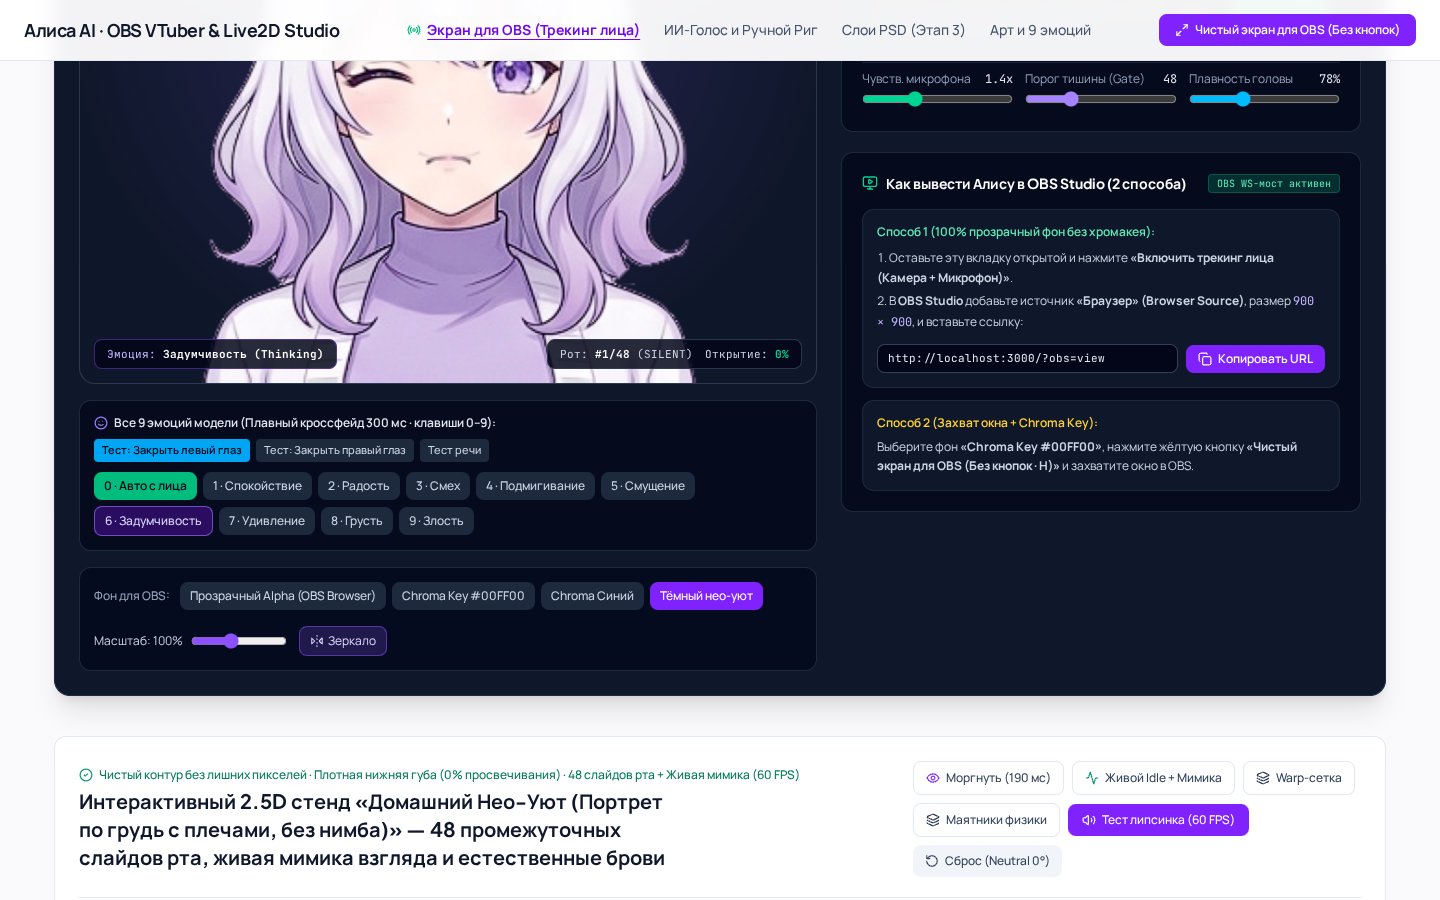 Алиса AI · OBS VTuber & Live2D Studio
Экран для OBS (Трекинг лица)
ИИ-Голос и Ручной Риг
Слои PSD (Этап 3)
Арт и 9 эмоций
Чистый экран для OBS (Без кнопок)
Эмоция: Задумчивость (Thinking)
Рот: #1/48 (SILENT) Открытие: 0%
Все 9 эмоций модели (Плавный кроссфейд 300 мс · клавиши 0–9):
Тест: Закрыть левый глаз
Тест: Закрыть правый глаз
Тест речи
0 · Авто с лица
1 · Спокойствие
2 · Радость
3 · Смех
4 · Подмигивание
5 · Смущение
6 · Задумчивость
7 · Удивление
8 · Грусть
9 · Злость
Фон для OBS:
Прозрачный Alpha (OBS Browser)
Chroma Key #00FF00
Chroma Синий
Тёмный нео-уют
Масштаб: 100%
Зеркало
Чувств. микрофона 1.4x
Порог тишины (Gate) 48
Плавность головы 78%
Как вывести Алису в OBS Studio (2 способа)
OBS WS-мост активен
Способ 1 (100% прозрачный фон без хромакея):
1. Оставьте эту вкладку открытой и нажмите «Включить трекинг лица
(Камера + Микрофон)».
2. В OBS Studio добавьте источник «Браузер» (Browser Source), размер 900
× 900, и вставьте ссылку:
http://localhost:3000/?obs=view
Копировать URL
Способ 2 (Захват окна + Chroma Key):
Выберите фон «Chroma Key #00FF00», нажмите жёлтую кнопку «Чистый
экран для OBS (Без кнопок · H)» и захватите окно в OBS.
Чистый контур без лишних пикселей · Плотная нижняя губа (0% просвечивания) · 48 слайдов рта + Живая мимика (60 FPS)
Интерактивный 2.5D стенд «Домашний Нео-Уют (Портрет
по грудь с плечами, без нимба)» — 48 промежуточных
слайдов рта, живая мимика взгляда и естественные брови
Моргнуть (190 мс)
Живой Idle + Мимика
Warp-сетка
Маятники физики
Тест липсинка (60 FPS)
Сброс (Neutral 0°)